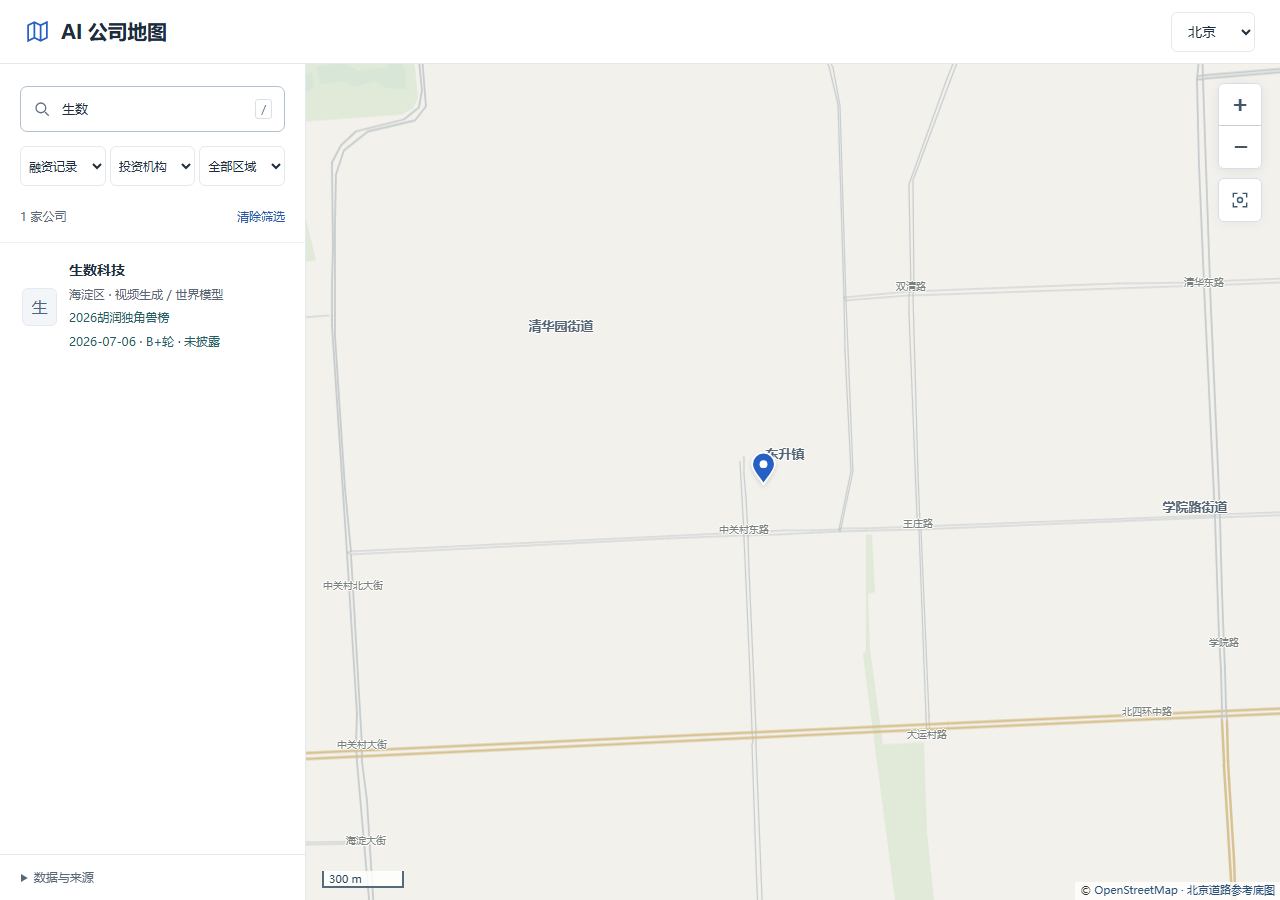 AI 公司地图
北京
生数
/
融资记录
投资机构
全部区域
1 家公司
清除筛选
生
生数科技
海淀区 · 视频生成 / 世界模型
2026胡润独角兽榜
2026-07-06 · B+轮 · 未披露
数据与来源
+
−
双清路
清华东路
清华园街道
东升镇
学院路街道
中关村东路
王庄路
中关村北大街
学院路
北四环中路
大运村路
中关村大街
海淀大街
300 m
© OpenStreetMap · 北京道路参考底图